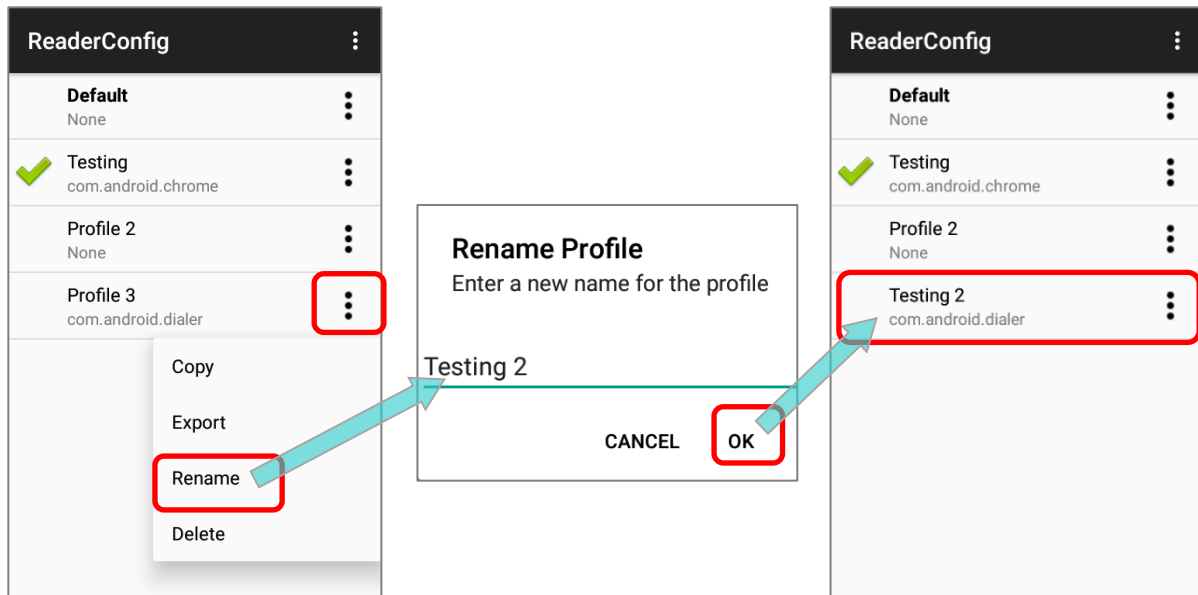 ReaderConfig
Default
None
Testing
com.android.chrome
Profile 2
None
Profile 3
com.android.dialer
Copy
Export
Rename
Delete
Rename Profile
Enter a new name for the profile
Testing 2
CANCEL OK
ReaderConfig
Default
None
Testing
com.android.chrome
Profile 2
None
Testing 2
com.android.dialer